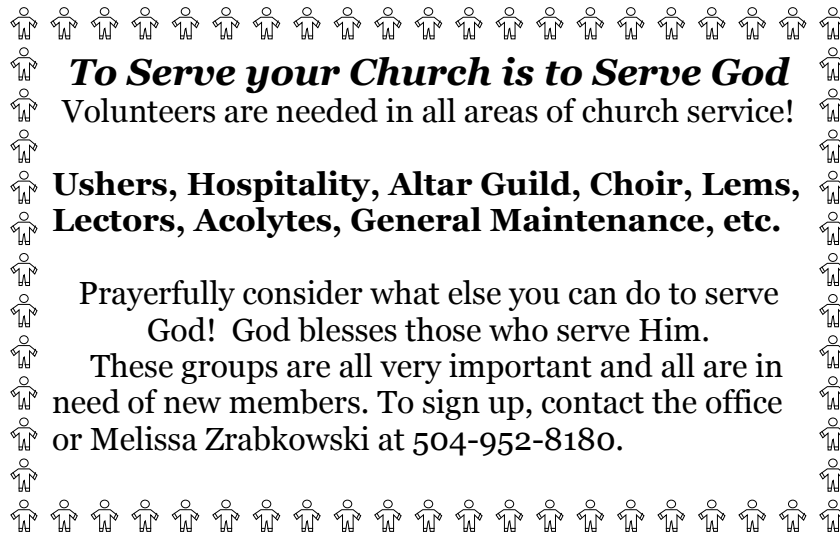 To Serve your Church is to Serve God
Volunteers are needed in all areas of church service!
Ushers, Hospitality, Altar Guild, Choir, Lems,
Lectors, Acolytes, General Maintenance, etc.
Prayerfully consider what else you can do to serve
God!  God blesses those who serve Him.
These groups are all very important and all are in
need of new members. To sign up, contact the office
or Melissa Zrabkowski at 504-952-8180.